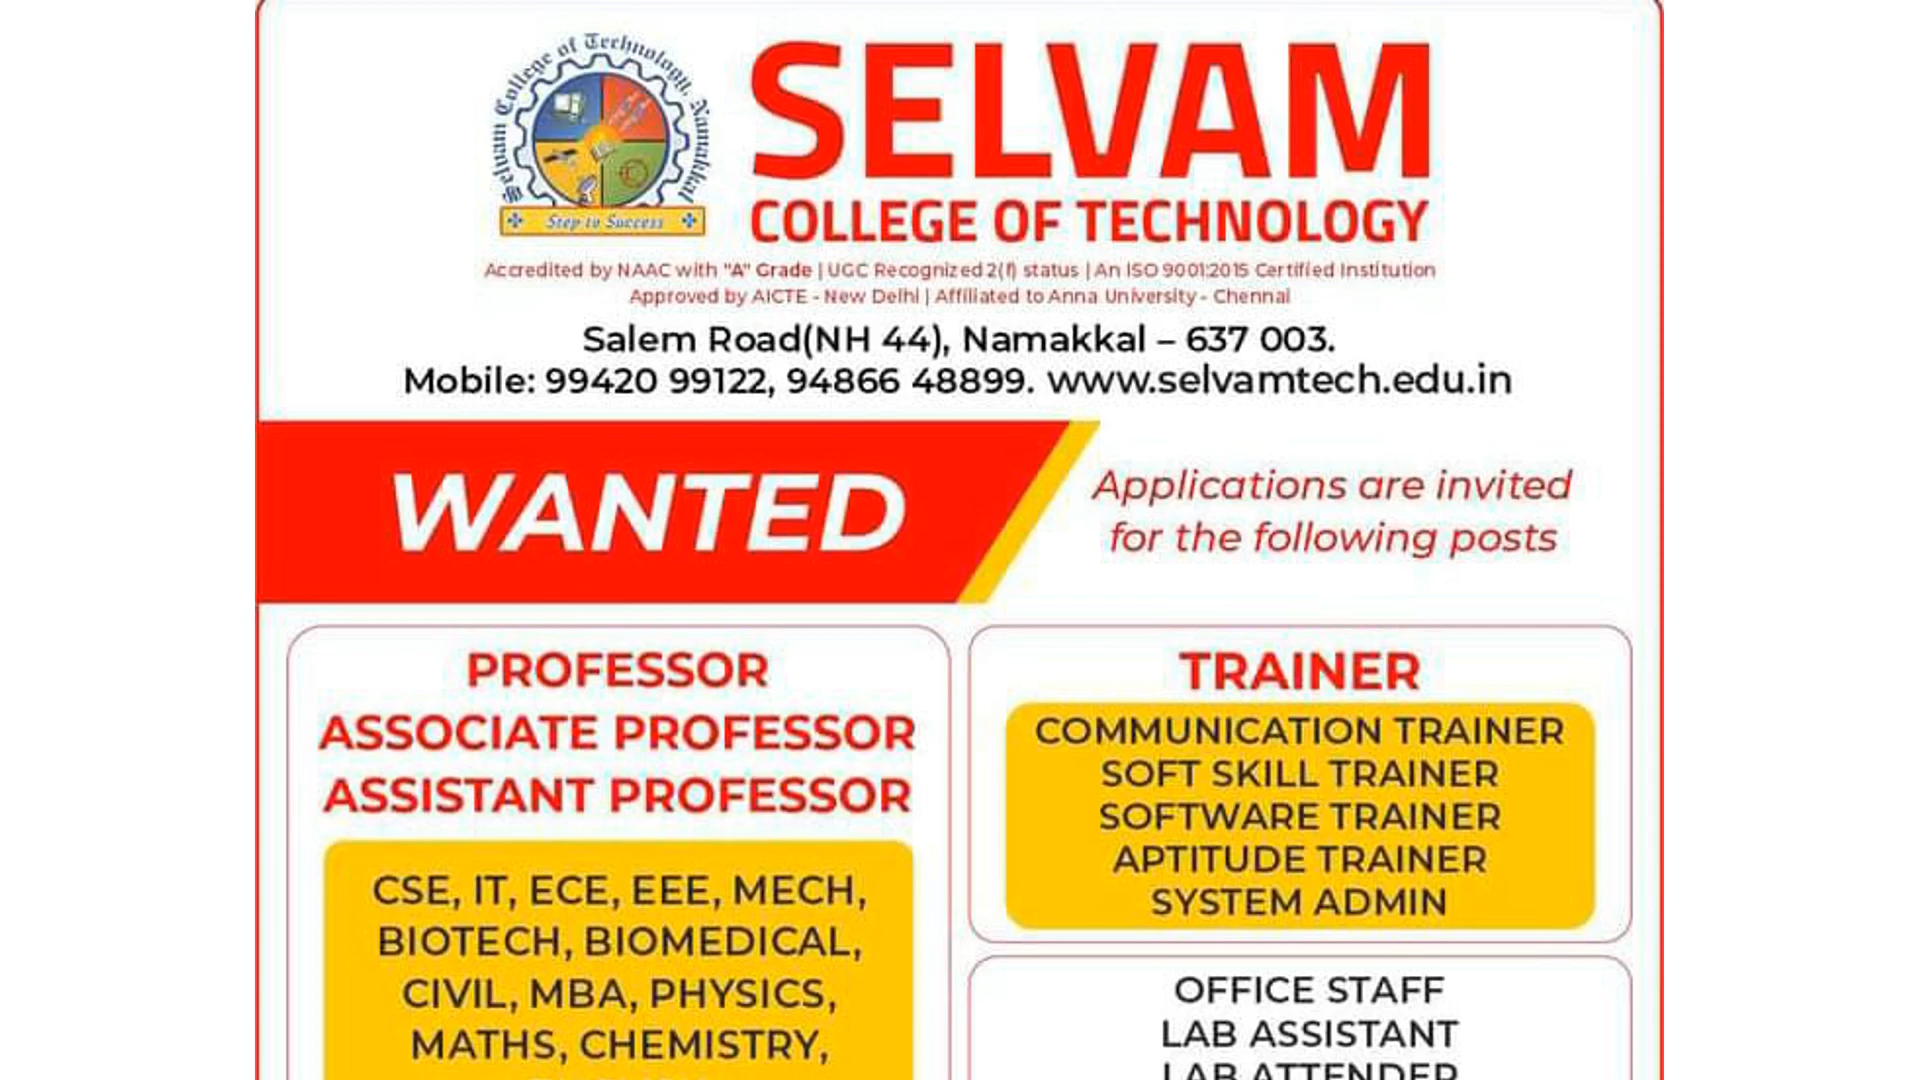 Selvam College of Technology, Namakkal
Step to Success
SELVAM
COLLEGE OF TECHNOLOGY
Accredited by NAAC with "A" Grade | UGC Recognized 2(f) status | An ISO 9001:2015 Certified Institution
Approved by AICTE - New Delhi | Affiliated to Anna University - Chennai
Salem Road(NH 44), Namakkal – 637 003.
Mobile: 99420 99122, 94866 48899. www.selvamtech.edu.in
WANTED
Applications are invited
for the following posts
PROFESSOR
ASSOCIATE PROFESSOR
ASSISTANT PROFESSOR
CSE, IT, ECE, EEE, MECH,
BIOTECH, BIOMEDICAL,
CIVIL, MBA, PHYSICS,
MATHS, CHEMISTRY,
TRAINER
COMMUNICATION TRAINER
SOFT SKILL TRAINER
SOFTWARE TRAINER
APTITUDE TRAINER
SYSTEM ADMIN
OFFICE STAFF
LAB ASSISTANT
LAB ATTENDER